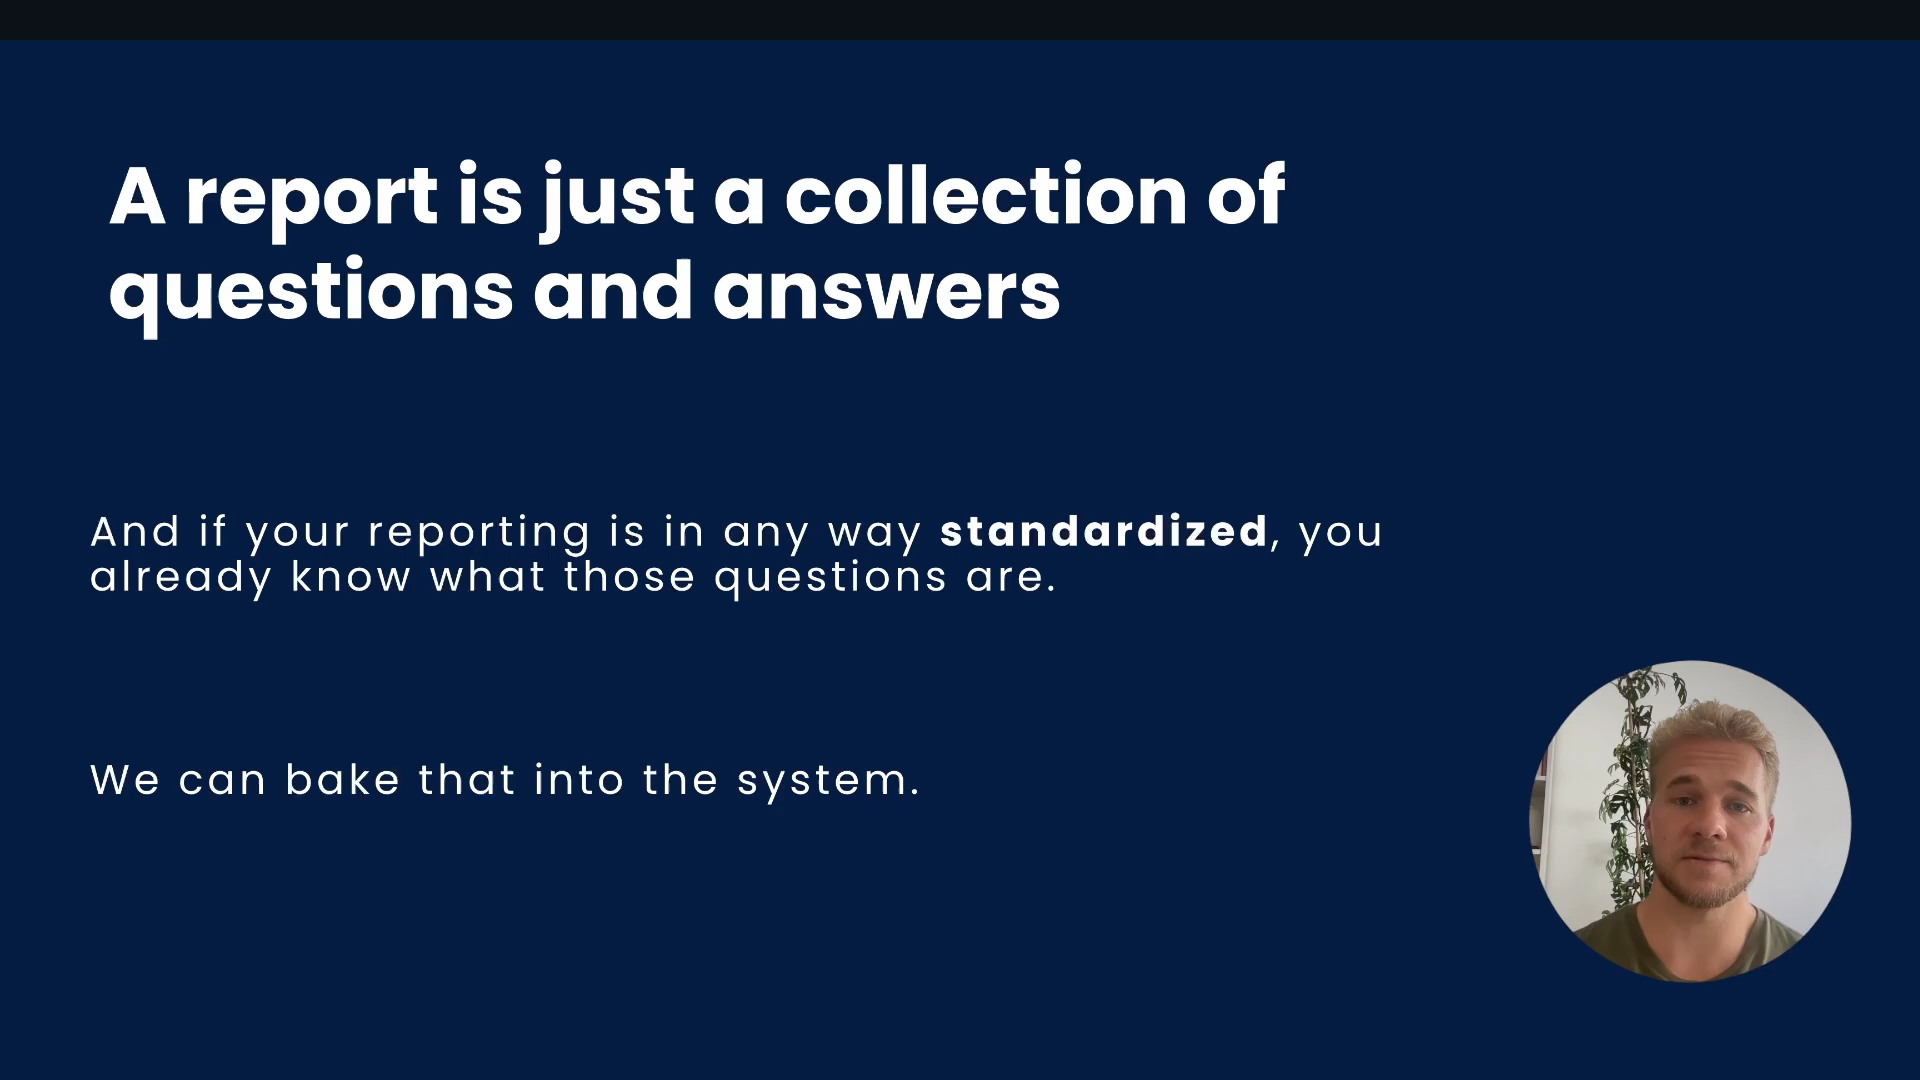 A report is just a collection of
questions and answers
And if your reporting is in any way standardized, you
already know what those questions are.
We can bake that into the system.